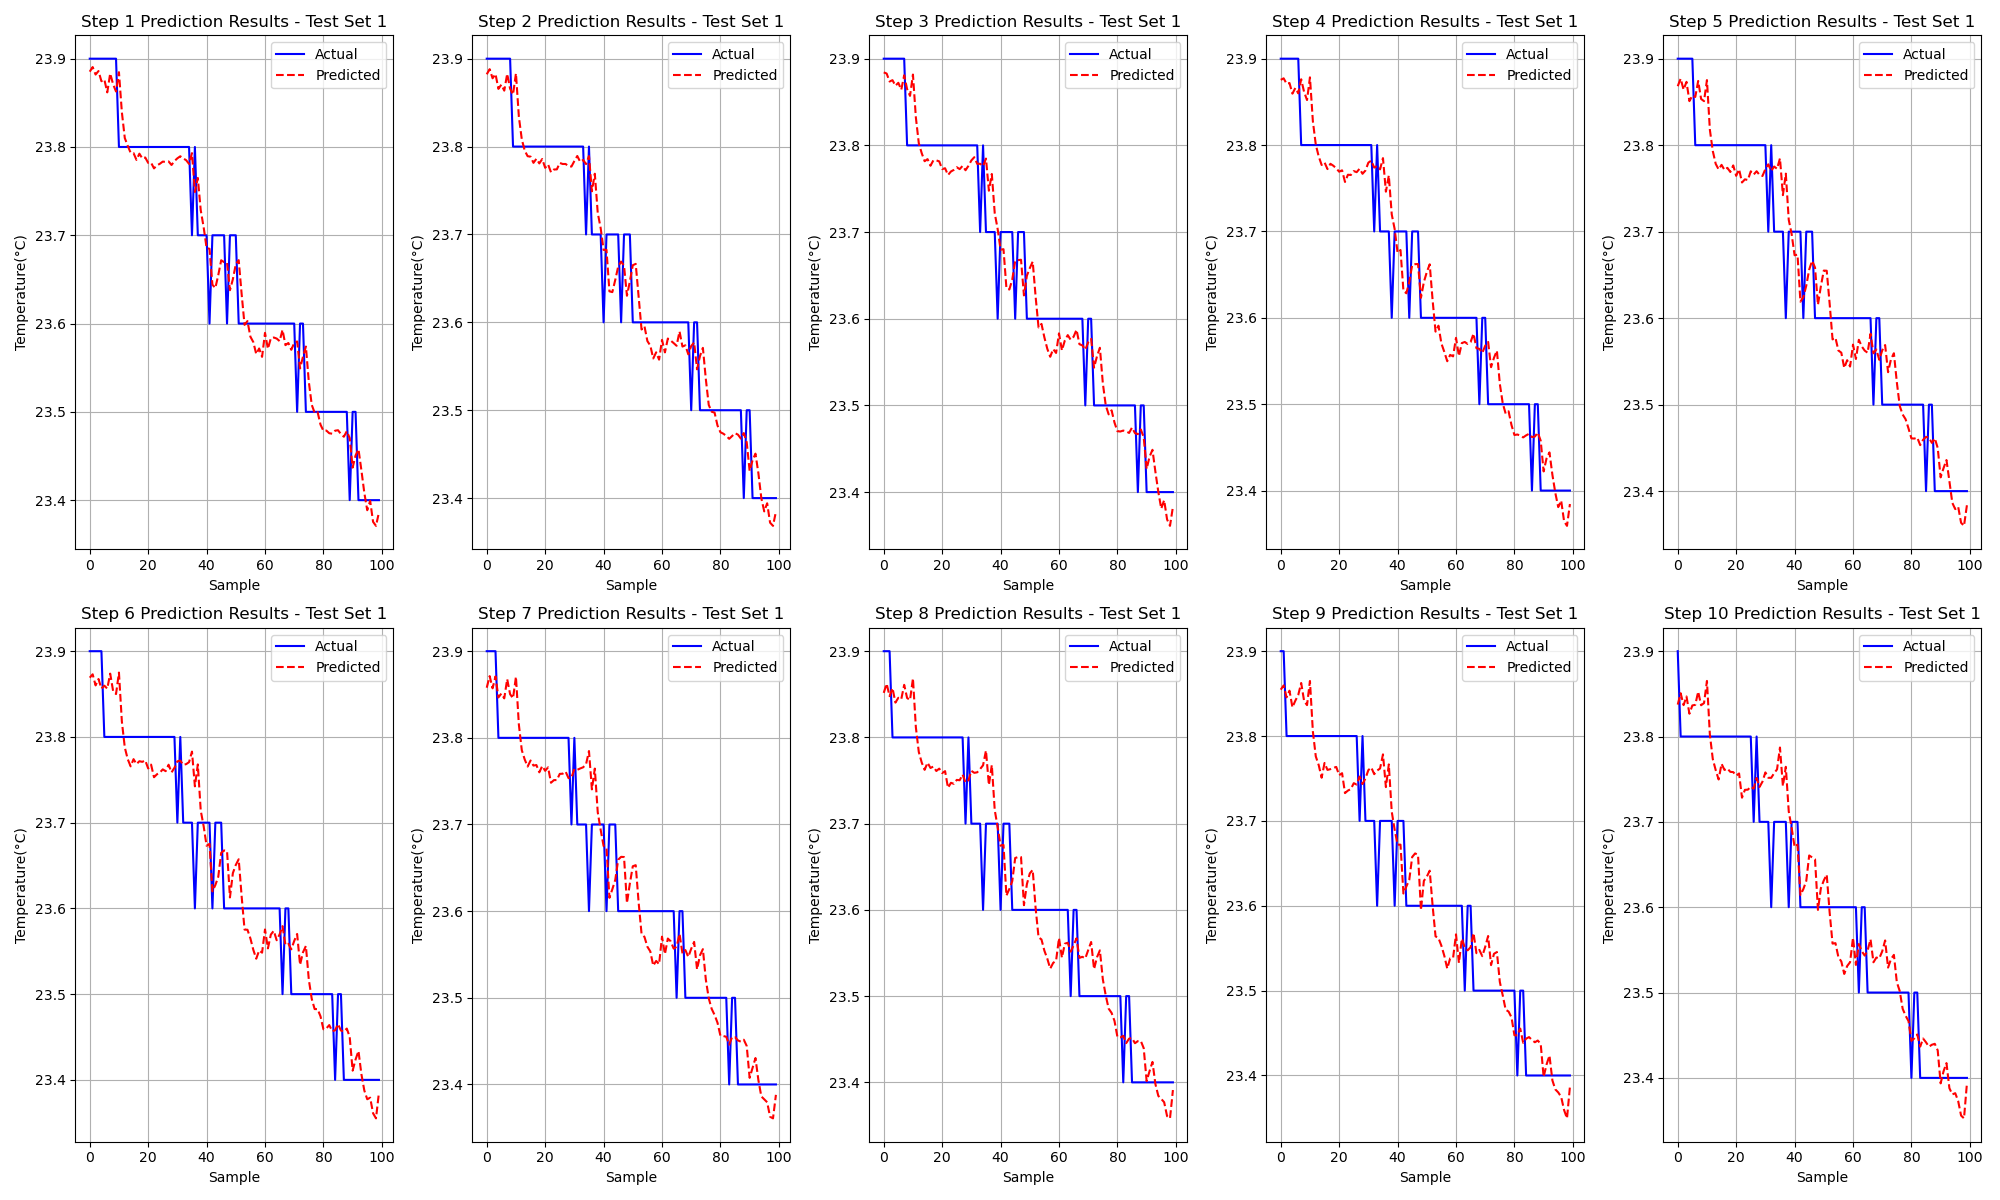 Step 1 Prediction Results - Test Set 1
Actual
Predicted
23.9
23.8
23.7
23.6
23.5
23.4
Temperature(°C)
0 20 40 60 80 100
Sample
Step 2 Prediction Results - Test Set 1
Actual
Predicted
23.9
23.8
23.7
23.6
23.5
23.4
Temperature(°C)
0 20 40 60 80 100
Sample
Step 3 Prediction Results - Test Set 1
Actual
Predicted
23.9
23.8
23.7
23.6
23.5
23.4
Temperature(°C)
0 20 40 60 80 100
Sample
Step 4 Prediction Results - Test Set 1
Actual
Predicted
23.9
23.8
23.7
23.6
23.5
23.4
Temperature(°C)
0 20 40 60 80 100
Sample
Step 5 Prediction Results - Test Set 1
Actual
Predicted
23.9
23.8
23.7
23.6
23.5
23.4
Temperature(°C)
0 20 40 60 80 100
Sample
Step 6 Prediction Results - Test Set 1
Actual
Predicted
23.9
23.8
23.7
23.6
23.5
23.4
Temperature(°C)
0 20 40 60 80 100
Sample
Step 7 Prediction Results - Test Set 1
Actual
Predicted
23.9
23.8
23.7
23.6
23.5
23.4
Temperature(°C)
0 20 40 60 80 100
Sample
Step 8 Prediction Results - Test Set 1
Actual
Predicted
23.9
23.8
23.7
23.6
23.5
23.4
Temperature(°C)
0 20 40 60 80 100
Sample
Step 9 Prediction Results - Test Set 1
Actual
Predicted
23.9
23.8
23.7
23.6
23.5
23.4
Temperature(°C)
0 20 40 60 80 100
Sample
Step 10 Prediction Results - Test Set 1
Actual
Predicted
23.9
23.8
23.7
23.6
23.5
23.4
Temperature(°C)
0 20 40 60 80 100
Sample